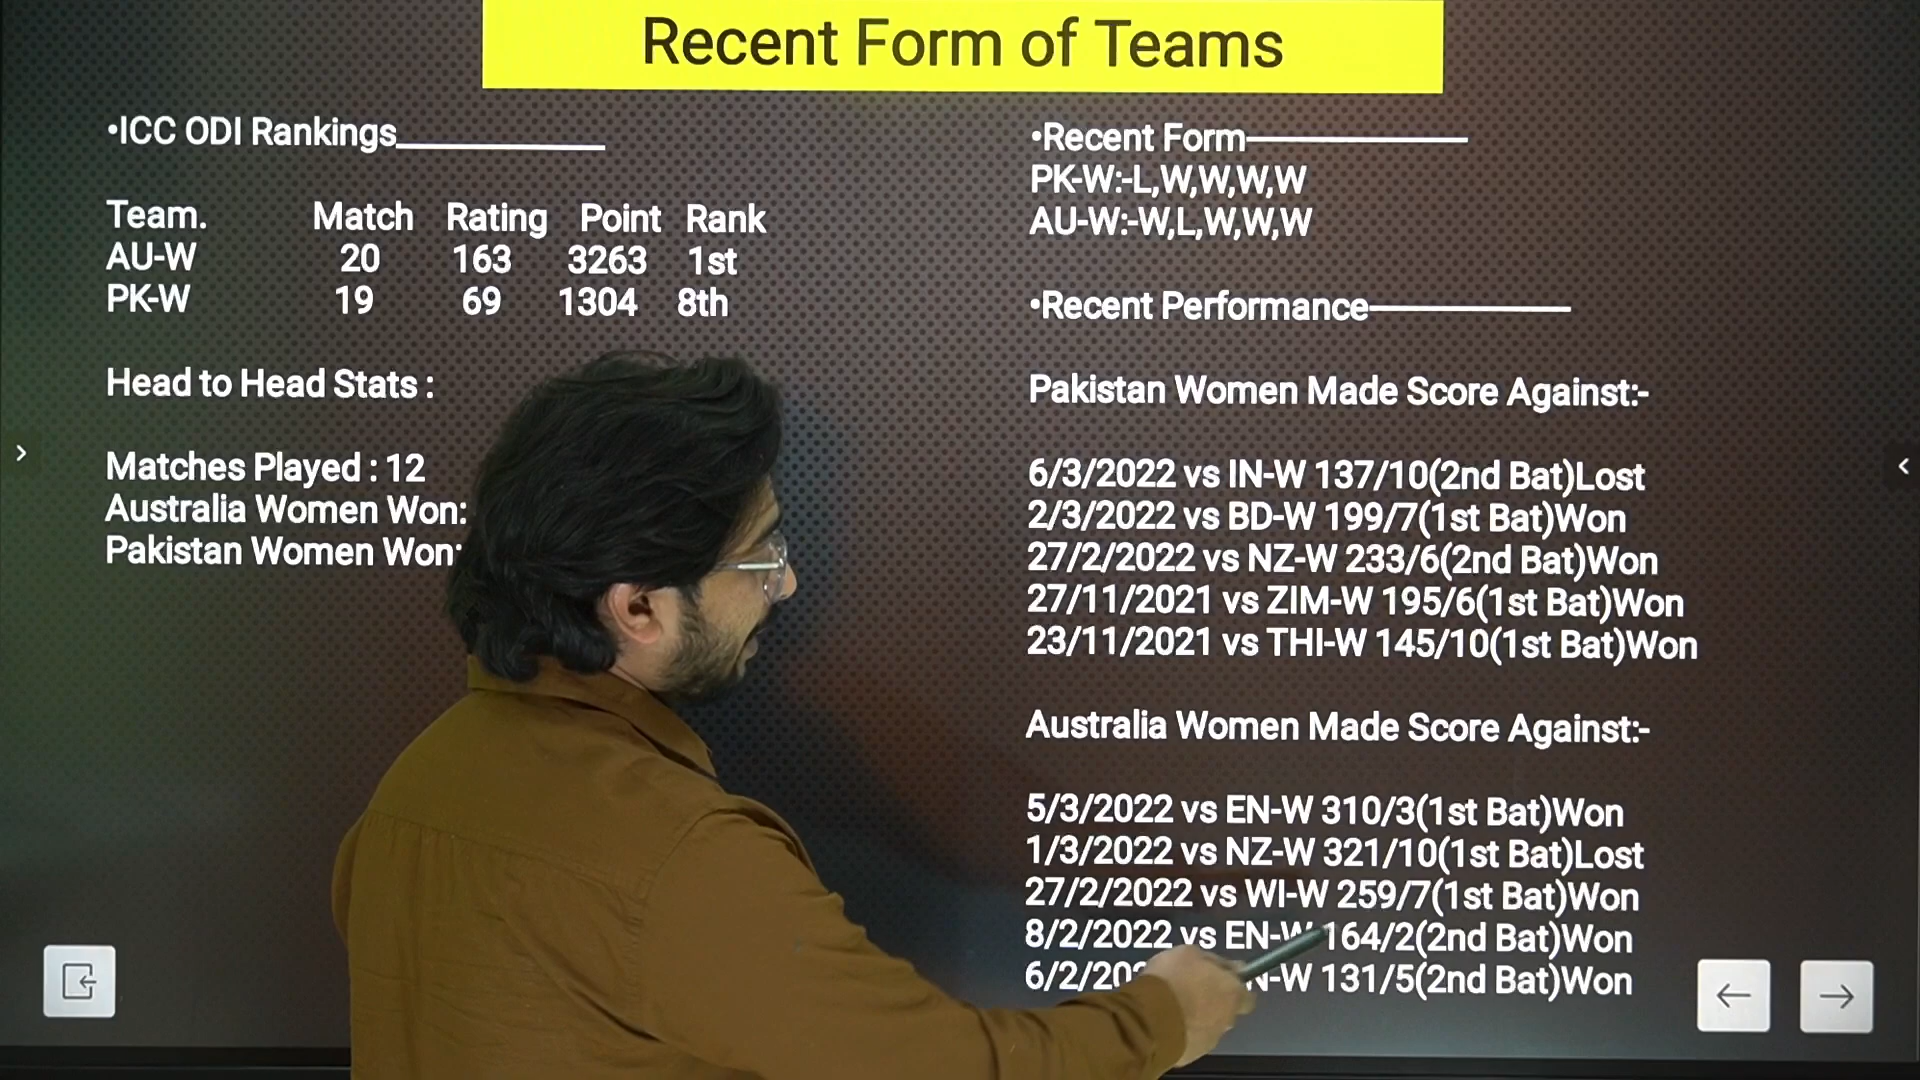 Recent Form of Teams
•ICC ODI Rankings
Team. Match Rating Point Rank
AU-W 20 163 3263 1st
PK-W 19 69 1304 8th
Head to Head Stats :
Matches Played : 12
Australia Women Won:
Pakistan Women Won:
•Recent Form
PK-W:-L,W,W,W,W
AU-W:-W,L,W,W,W
•Recent Performance
Pakistan Women Made Score Against:-
6/3/2022 vs IN-W 137/10(2nd Bat)Lost
2/3/2022 vs BD-W 199/7(1st Bat)Won
27/2/2022 vs NZ-W 233/6(2nd Bat)Won
27/11/2021 vs ZIM-W 195/6(1st Bat)Won
23/11/2021 vs THI-W 145/10(1st Bat)Won
Australia Women Made Score Against:-
5/3/2022 vs EN-W 310/3(1st Bat)Won
1/3/2022 vs NZ-W 321/10(1st Bat)Lost
27/2/2022 vs WI-W 259/7(1st Bat)Won
8/2/2022 vs EN-W 164/2(2nd Bat)Won
131/5(2nd Bat)Won